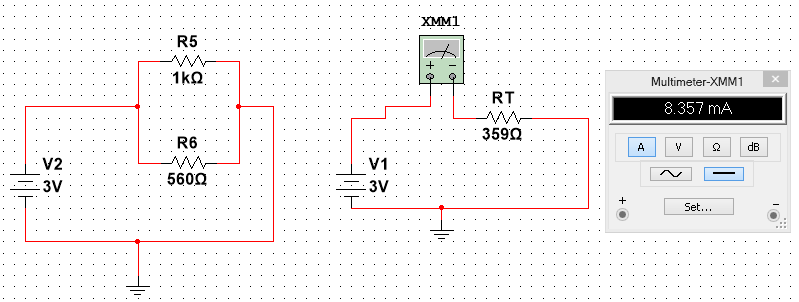 R5
1kΩ
R6
560Ω
V2
3V
XMM1
+ −
RT
359Ω
V1
3V
Multimeter-XMM1
8.357 mA
A V Ω dB
Set...
+ −